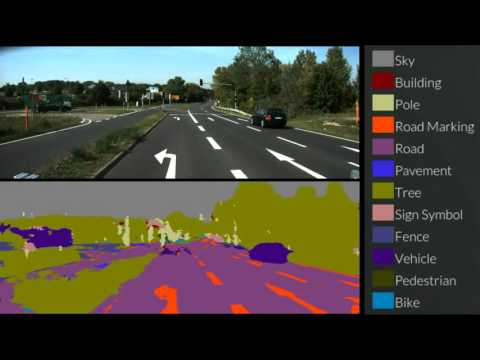 Sky
Building
Pole
Road Marking
Road
Pavement
Tree
Sign Symbol
Fence
Vehicle
Pedestrian
Bike